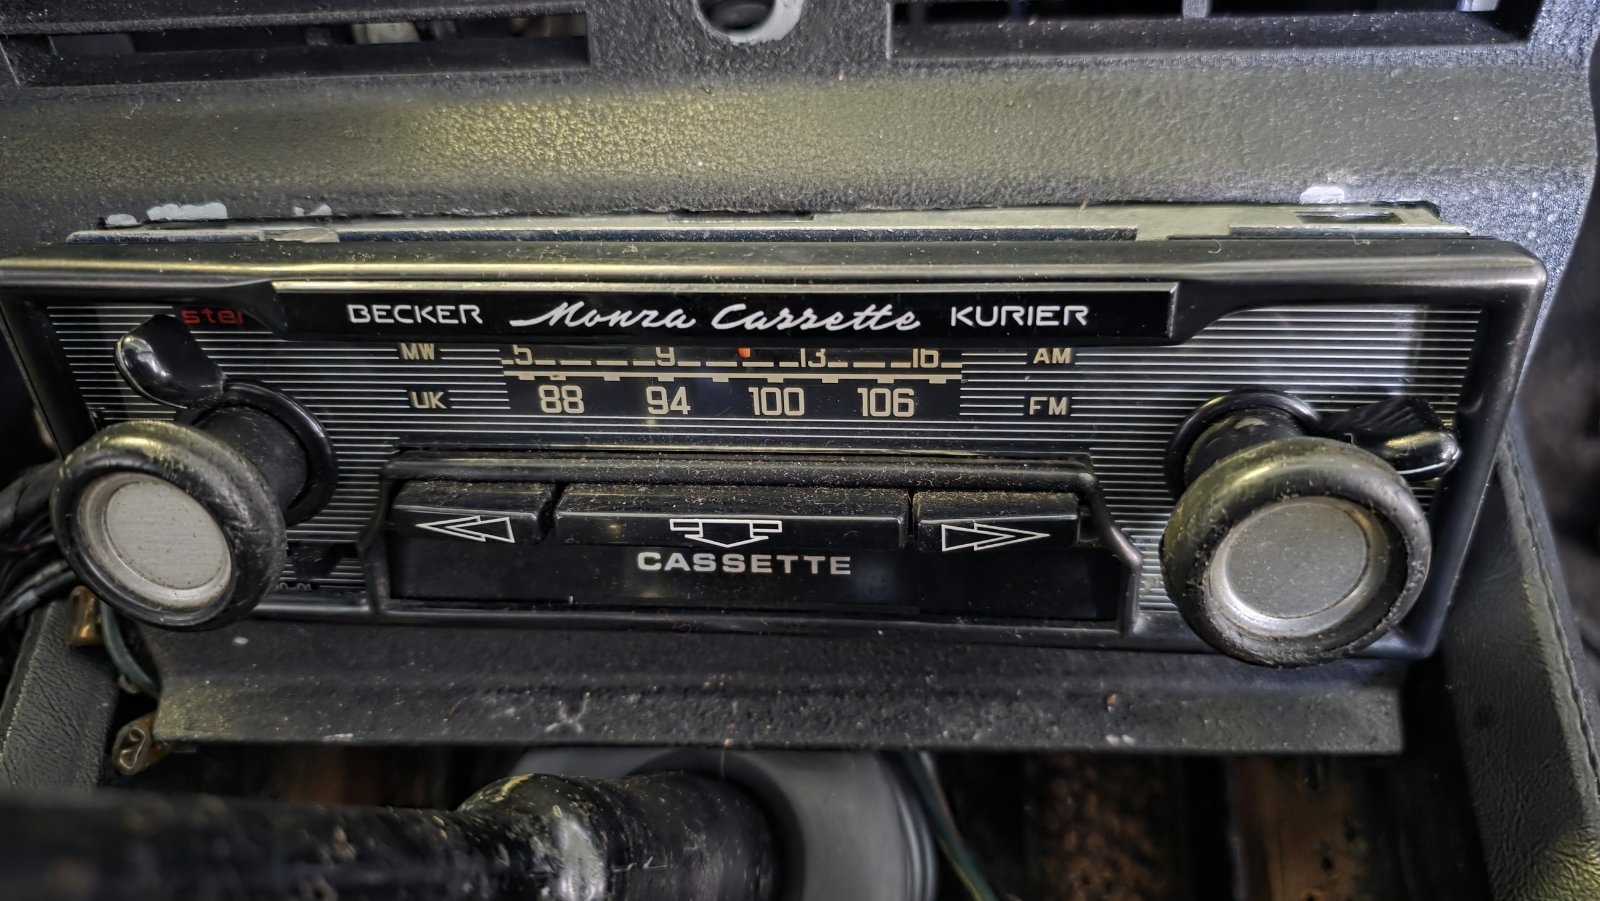 BECKER Monza Cassette KURIER
MW 5 9 13 16 AM
UK 88 94 100 106 FM
CASSETTE